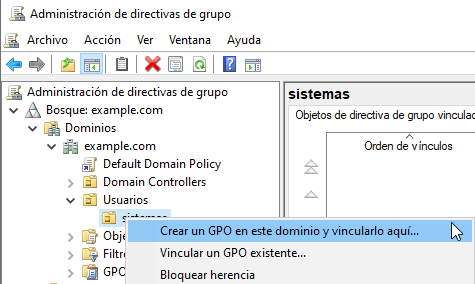 Administración de directivas de grupo
Archivo Acción Ver Ventana Ayuda
Administración de directivas de grupo
Bosque: example.com
Dominios
example.com
Default Domain Policy
Domain Controllers
Usuarios
sistemas
Obje
Filtro
GPO
sistemas
Objetos de directiva de grupo vincula
Orden de vínculos
Crear un GPO en este dominio y vincularlo aquí...
Vincular un GPO existente...
Bloquear herencia